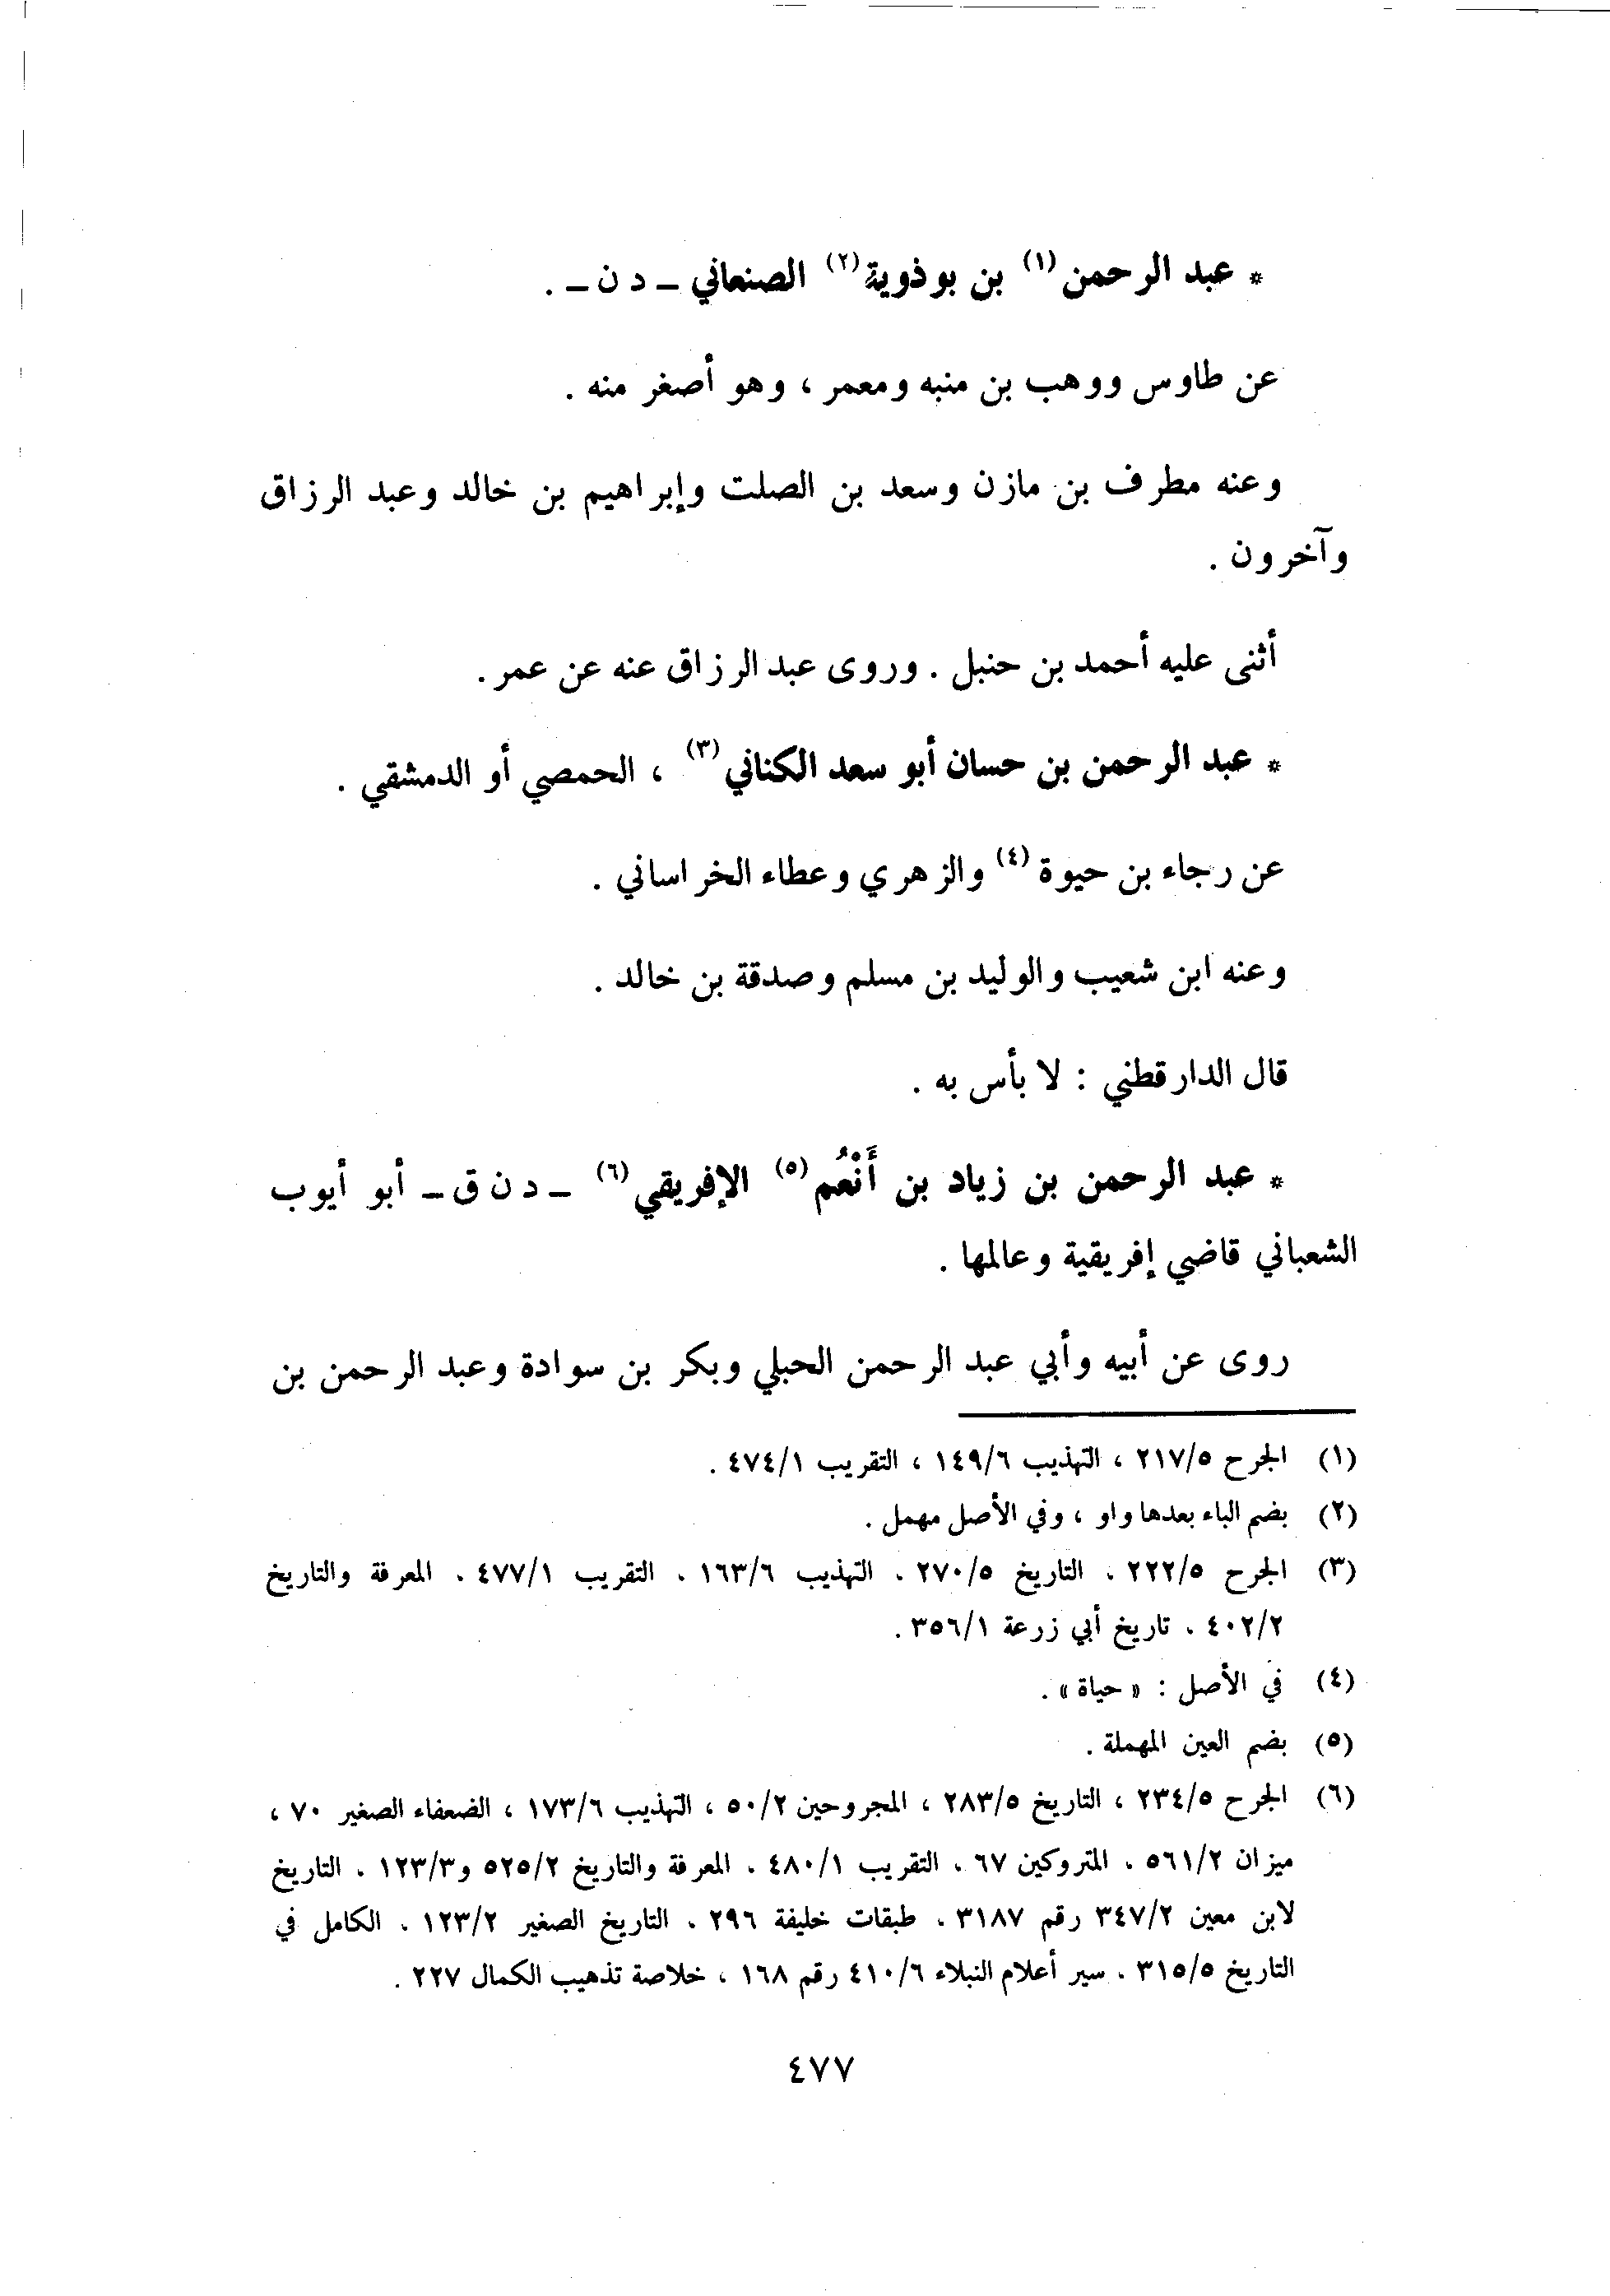 * عبد الرحمن (١) بن بوذوية (٢) الصنعاني ــ د ن ــ .
عن طاوس ووهب بن منبه ومعمر ، وهو أصغر منه .
وعنه مطرف بن مازن وسعد بن الصلت وإبراهيم بن خالد وعبد الرزاق
وآخرون .
أثنى عليه أحمد بن حنبل . وروى عبد الرزاق عنه عن عمر .
* عبد الرحمن بن حسان أبو سعد الكناني (٣) ، الحمصي أو الدمشقي .
عن رجاء بن حيوة (٤) والزهري وعطاء الخراساني .
وعنه ابن شعيب والوليد بن مسلم وصدقة بن خالد .
قال الدارقطني : لا بأس به .
* عبد الرحمن بن زياد بن أَنْعُم (٥) الإفريقي (٦) ــ د ن ق ــ أبو أيوب
الشعباني قاضي إفريقية وعالمها .
روى عن أبيه وأبي عبد الرحمن الحبلي وبكر بن سوادة وعبد الرحمن بن
(١) الجرح ٢١٧/٥ ، التهذيب ١٤٩/٦ ، التقريب ٤٧٤/١ .
(٢) بضم الباء بعدها واو ، وفي الأصل مهمل .
(٣) الجرح ٢٢٢/٥ . التاريخ ٢٧٠/٥ . التهذيب ١٦٣/٦ . التقريب ٤٧٧/١ . المعرفة والتاريخ
٤٠٢/٢ . تاريخ أبي زرعة ٣٥٦/١ .
(٤) في الأصل : « حياة » .
(٥) بضم العين المهملة .
(٦) الجرح ٢٣٤/٥ ، التاريخ ٢٨٣/٥ ، المجروحين ٥٠/٢ ، التهذيب ١٧٣/٦ ، الضعفاء الصغير ٧٠ ،
ميزان ٥٦١/٢ . المتروكين ٦٧ . التقريب ٤٨٠/١ . المعرفة والتاريخ ٥٢٥/٢ و١٢٣/٣ . التاريخ
لابن معين ٣٤٧/٢ رقم ٣١٨٧ . طبقات خليفة ٢٩٦ . التاريخ الصغير ١٢٣/٢ . الكامل في
التاريخ ٣١٥/٥ . سير أعلام النبلاء ٤١٠/٦ رقم ١٦٨ ، خلاصة تذهيب الكمال ٢٢٧ .
٤٧٧